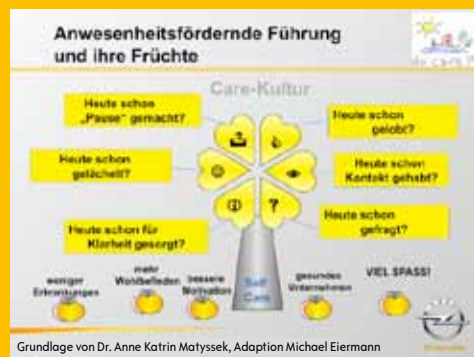 Anwesenheitsfördernde Führung
und ihre Früchte
do care!
Care-Kultur
Heute schon
„Pause“ gemacht?
Heute schon
gelobt?
Heute schon
gelächelt?
Heute schon
Kontakt gehabt?
Heute schon für
Klarheit gesorgt?
Heute schon
gefragt?
?
weniger
Erkrankungen
mehr
Wohlbefinden
bessere
Motivation
Self
Care
gesundes
Unternehmen
VIEL SPASS!
Grundlage von Dr. Anne Katrin Matyssek, Adaption Michael Eiermann